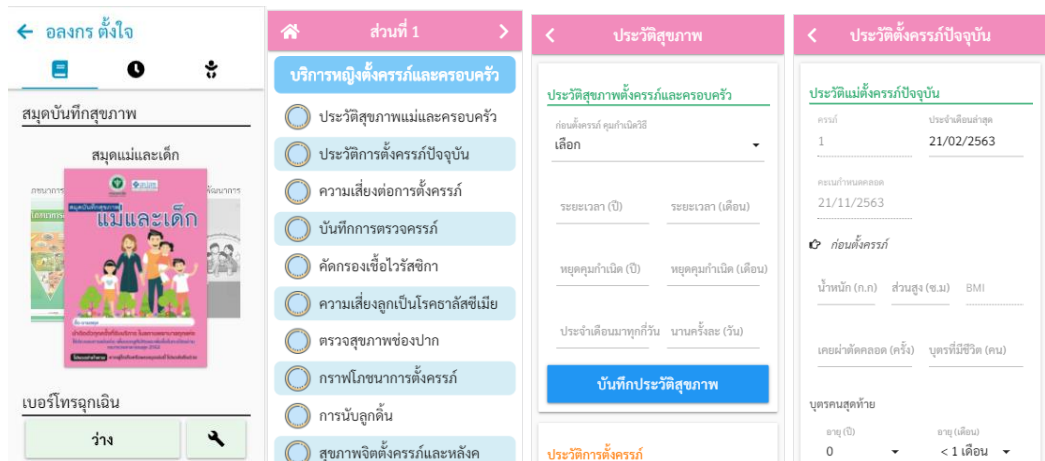 อลงกร ตั้งใจ
สมุดบันทึกสุขภาพ
สมุดแม่และเด็ก
สมุดบันทึกสุขภาพ
แม่และเด็ก
เบอร์โทรฉุกเฉิน
ว่าง
ส่วนที่ 1
บริการหญิงตั้งครรภ์และครอบครัว
ประวัติสุขภาพแม่และครอบครัว
ประวัติการตั้งครรภ์ปัจจุบัน
ความเสี่ยงต่อการตั้งครรภ์
บันทึกการตรวจครรภ์
คัดกรองเชื้อไวรัสซิกา
ความเสี่ยงลูกเป็นโรคธาลัสซีเมีย
ตรวจสุขภาพช่องปาก
กราฟโภชนาการตั้งครรภ์
การนับลูกดิ้น
สุขภาพจิตตั้งครรภ์และหลังค
ประวัติสุขภาพ
ประวัติสุขภาพตั้งครรภ์และครอบครัว
ก่อนตั้งครรภ์ คุมกำเนิดวิธี
เลือก
ระยะเวลา (ปี) ระยะเวลา (เดือน)
หยุดคุมกำเนิด (ปี) หยุดคุมกำเนิด (เดือน)
ประจำเดือนมาทุกกี่วัน นานครั้งละ (วัน)
บันทึกประวัติสุขภาพ
ประวัติการตั้งครรภ์
ประวัติตั้งครรภ์ปัจจุบัน
ประวัติแม่ตั้งครรภ์ปัจจุบัน
ครรภ์ ประจำเดือนล่าสุด
1 21/02/2563
คะเนกำหนดคลอด
21/11/2563
ก่อนตั้งครรภ์
น้ำหนัก (ก.ก) ส่วนสูง (ซ.ม) BMI
เคยผ่าตัดคลอด (ครั้ง) บุตรที่มีชีวิต (คน)
บุตรคนสุดท้าย
อายุ (ปี) อายุ (เดือน)
0 < 1 เดือน